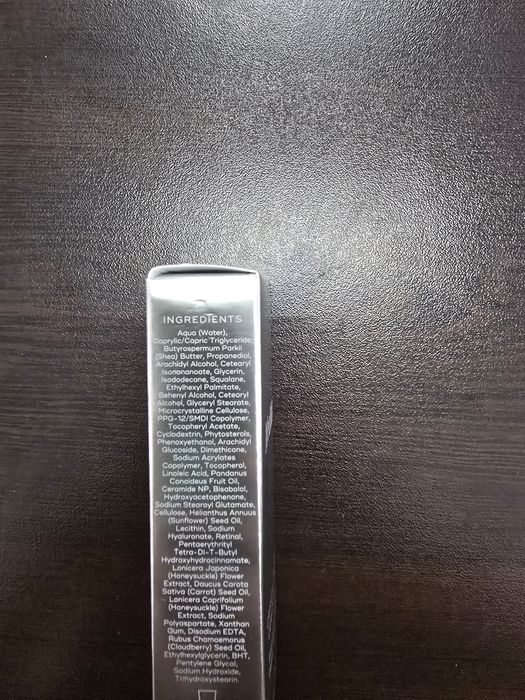 INGREDIENTS
Aqua (Water),
Caprylic/Capric Triglyceride,
Butyrospermum Parkii
(Shea) Butter, Propanediol,
Arachidyl Alcohol, Cetearyl
Isononanoate, Glycerin,
Isododecane, Squalane,
Ethylhexyl Palmitate,
Behenyl Alcohol, Cetearyl
Alcohol, Glyceryl Stearate,
Microcrystalline Cellulose,
PPG-12/SMDI Copolymer,
Tocopheryl Acetate,
Cyclodextrin, Phytosterols,
Phenoxyethanol, Arachidyl
Glucoside, Dimethicone,
Sodium Acrylates
Copolymer, Tocopherol,
Linoleic Acid, Pandanus
Conoideus Fruit Oil,
Ceramide NP, Bisabolol,
Hydroxyacetophenone,
Sodium Stearoyl Glutamate,
Cellulose, Helianthus Annuus
(Sunflower) Seed Oil,
Lecithin, Sodium
Hyaluronate, Retinal,
Pentaerythrityl
Tetra-Di-T-Butyl
Hydroxyhydrocinnamate,
Lonicera Japonica
(Honeysuckle) Flower
Extract, Daucus Carota
Sativa (Carrot) Seed Oil,
Lonicera Caprifolium
(Honeysuckle) Flower
Extract, Sodium
Polyaspartate, Xanthan
Gum, Disodium EDTA,
Rubus Chamaemorus
(Cloudberry) Seed Oil,
Ethylhexylglycerin, BHT,
Pentylene Glycol,
Sodium Hydroxide,
Trihydroxystearin.